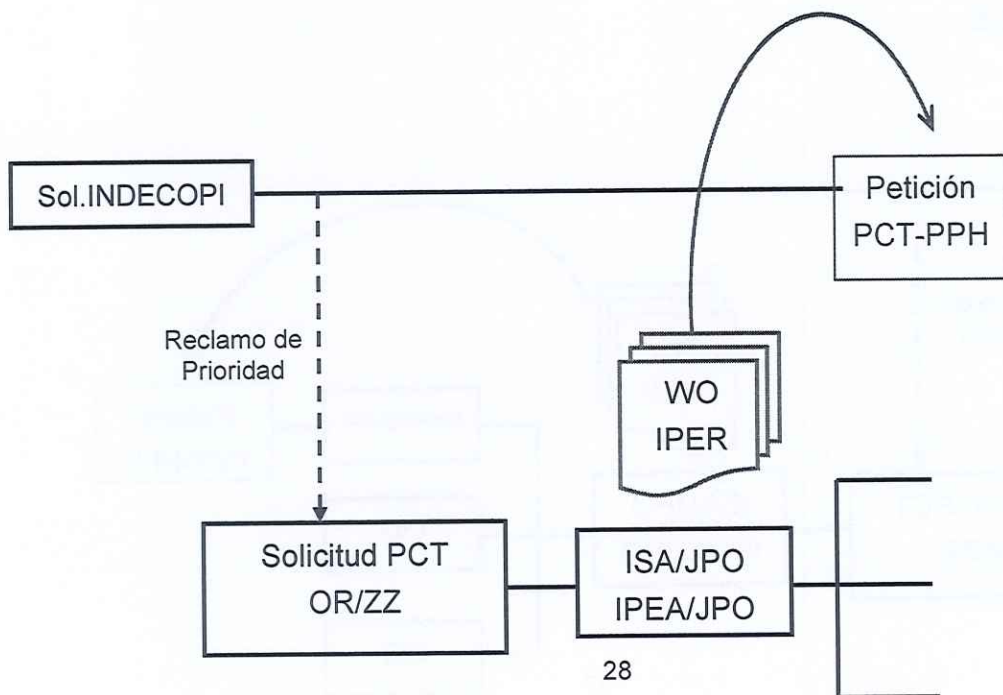 Sol.INDECOPI
Petición
PCT-PPH
Reclamo de
Prioridad
WO
IPER
Solicitud PCT
OR/ZZ
ISA/JPO
IPEA/JPO
28